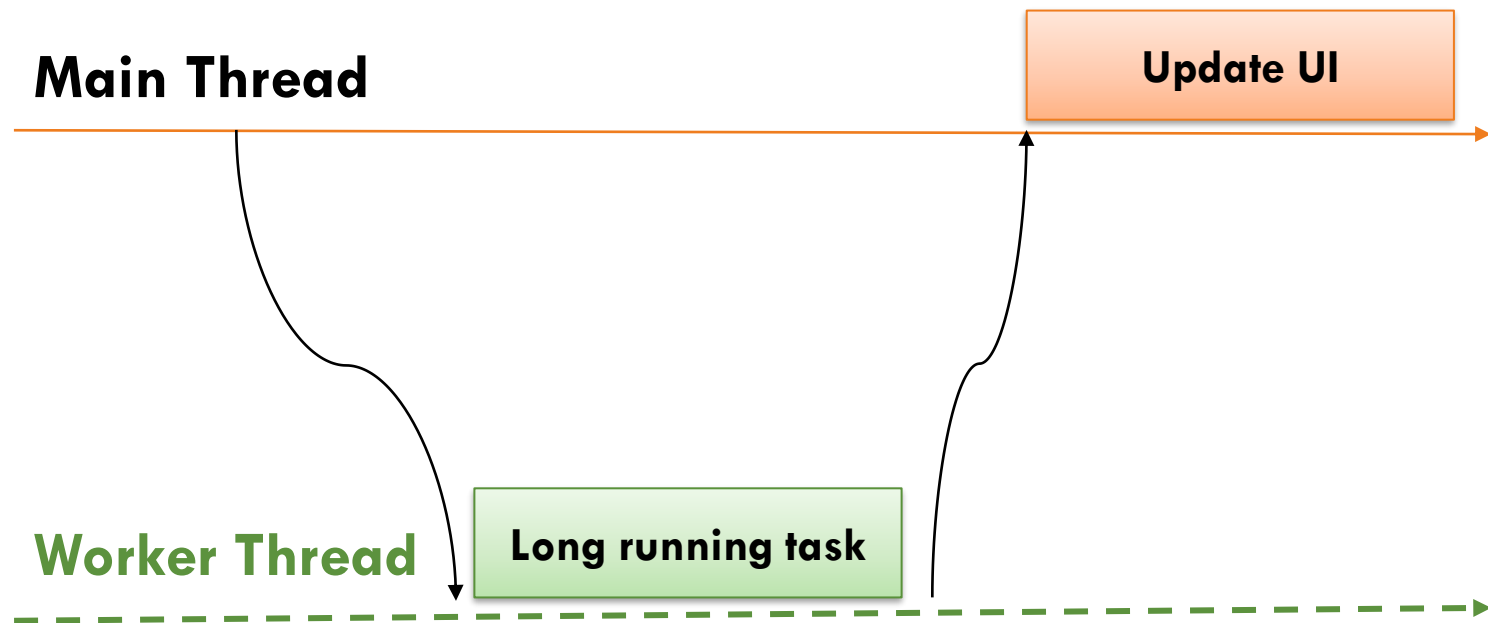 Main Thread
Update UI
Long running task
Worker Thread